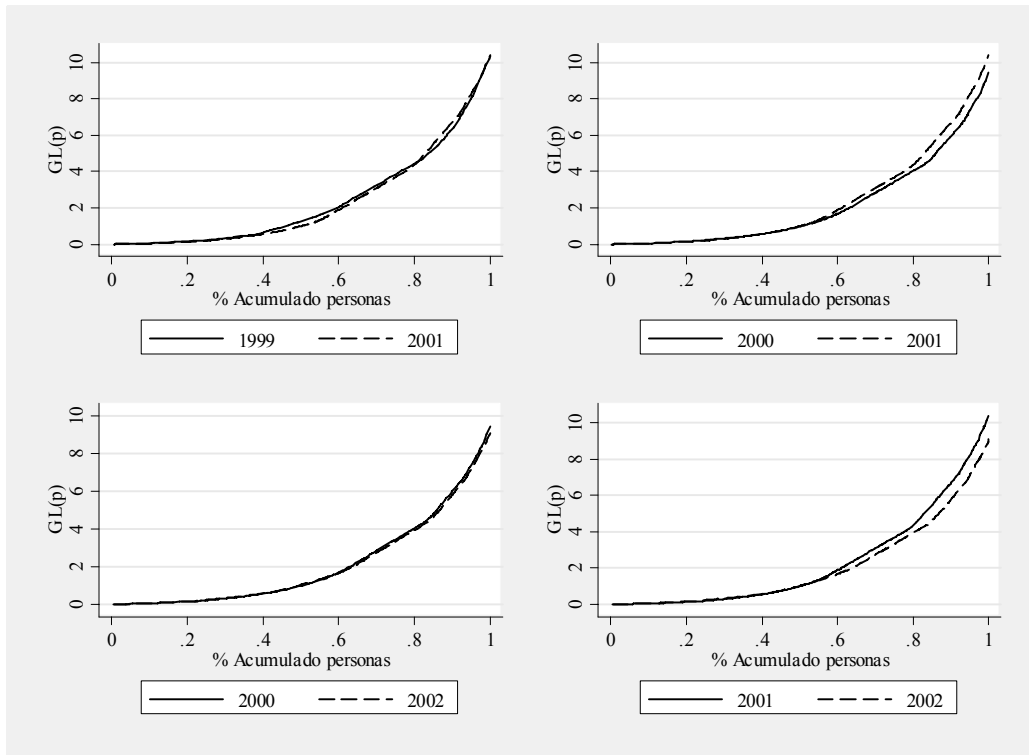 GL(p)
10
8
6
4
2
0
0 .2 .4 .6 .8 1
% Acumulado personas
1999 2001
GL(p)
10
8
6
4
2
0
0 .2 .4 .6 .8 1
% Acumulado personas
2000 2001
GL(p)
10
8
6
4
2
0
0 .2 .4 .6 .8 1
% Acumulado personas
2000 2002
GL(p)
10
8
6
4
2
0
0 .2 .4 .6 .8 1
% Acumulado personas
2001 2002